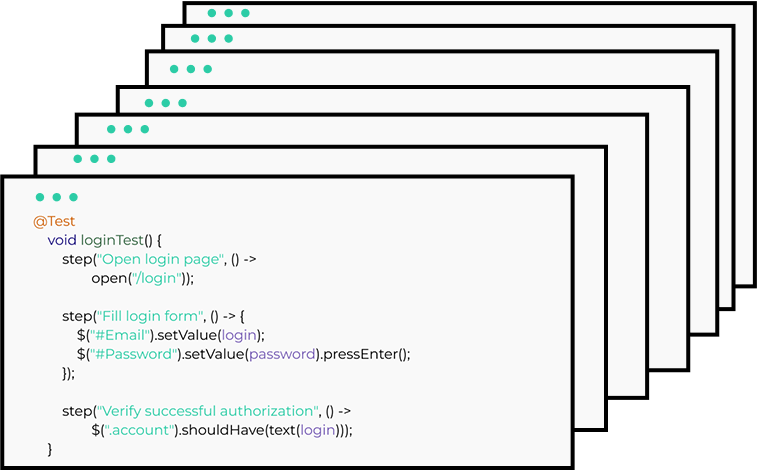 @Test
void loginTest() {
step("Open login page", () ->
open("/login"));
step("Fill login form", () -> {
$("#Email").setValue(login);
$("#Password").setValue(password).pressEnter();
});
step("Verify successful authorization", () ->
$(".account").shouldHave(text(login)));
}